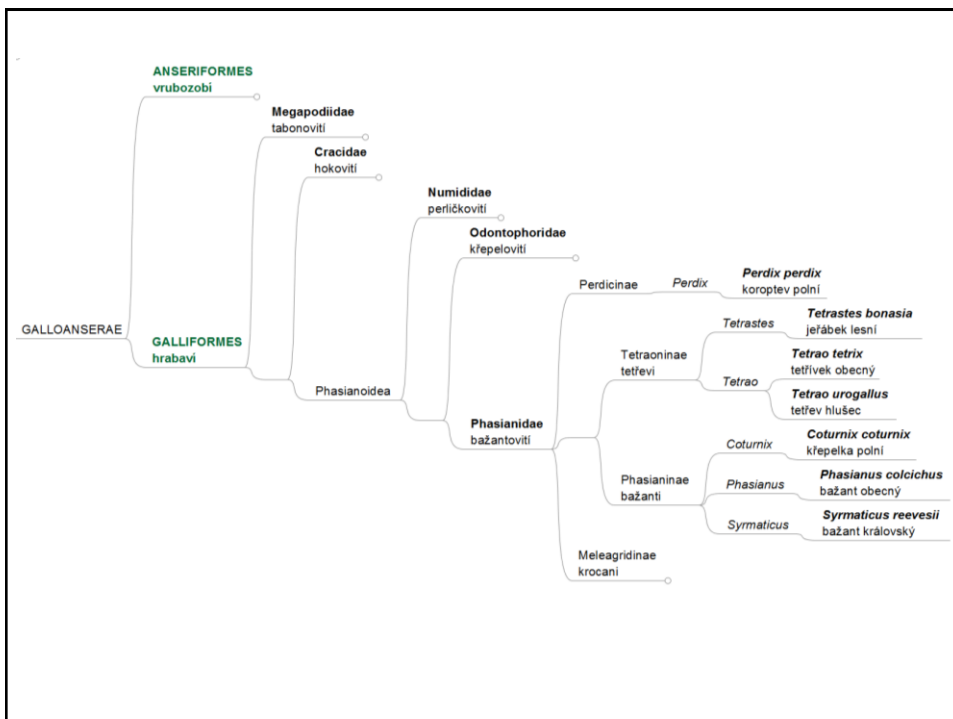 ANSERIFORMES
vrubozobí
Megapodiidae
tabonovití
Cracidae
hokovití
Numididae
perličkovití
Odontophoridae
křepelovití
Perdicinae
Perdix
Perdix perdix
koroptev polní
Tetrastes
Tetrastes bonasia
jeřábek lesní
GALLOANSERAE
GALLIFORMES
hrabaví
Tetraoninae
tetřevi
Tetrao
Tetrao tetrix
tetřívek obecný
Tetrao urogallus
tetřev hlušec
Phasianoidea
Phasianidae
bažantovití
Coturnix
Coturnix coturnix
křepelka polní
Phasianinae
bažanti
Phasianus
Phasianus colcichus
bažant obecný
Syrmaticus
Syrmaticus reevesii
bažant královský
Meleagridinae
krocani